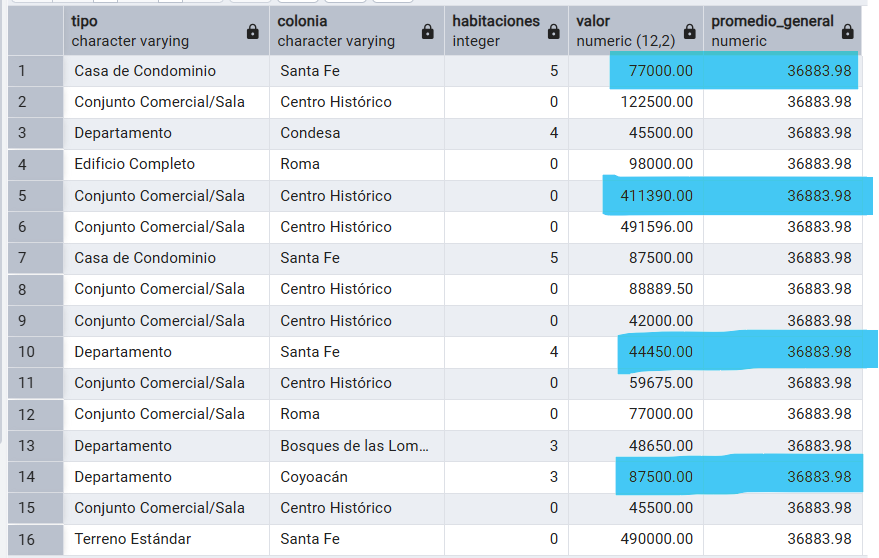 tipo colonia habitaciones valor promedio_general
character varying character varying integer numeric (12,2) numeric
1 Casa de Condominio Santa Fe 5 77000.00 36883.98
2 Conjunto Comercial/Sala Centro Histórico 0 122500.00 36883.98
3 Departamento Condesa 4 45500.00 36883.98
4 Edificio Completo Roma 0 98000.00 36883.98
5 Conjunto Comercial/Sala Centro Histórico 0 411390.00 36883.98
6 Conjunto Comercial/Sala Centro Histórico 0 491596.00 36883.98
7 Casa de Condominio Santa Fe 5 87500.00 36883.98
8 Conjunto Comercial/Sala Centro Histórico 0 88889.50 36883.98
9 Conjunto Comercial/Sala Centro Histórico 0 42000.00 36883.98
10 Departamento Santa Fe 4 44450.00 36883.98
11 Conjunto Comercial/Sala Centro Histórico 0 59675.00 36883.98
12 Conjunto Comercial/Sala Roma 0 77000.00 36883.98
13 Departamento Bosques de las Lom... 3 48650.00 36883.98
14 Departamento Coyoacán 3 87500.00 36883.98
15 Conjunto Comercial/Sala Centro Histórico 0 45500.00 36883.98
16 Terreno Estándar Santa Fe 0 490000.00 36883.98